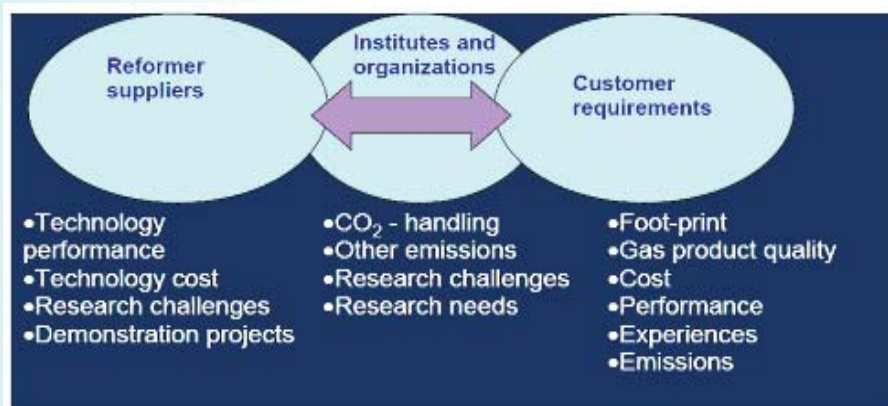 Reformer
suppliers
Institutes and
organizations
Customer
requirements
•Technology
performance
•Technology cost
•Research challenges
•Demonstration projects
•CO₂ - handling
•Other emissions
•Research challenges
•Research needs
•Foot-print
•Gas product quality
•Cost
•Performance
•Experiences
•Emissions